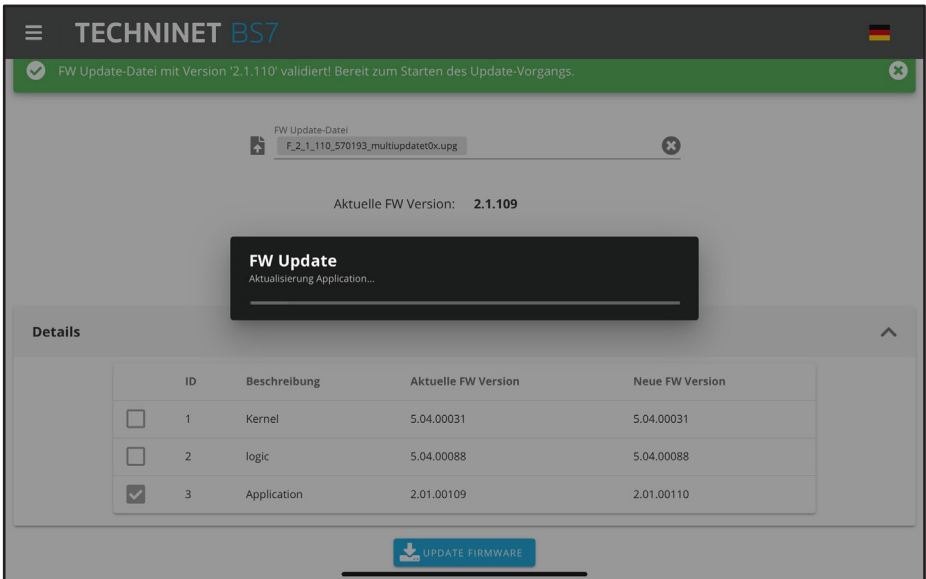 TECHNINET BS7
FW Update-Datei mit Version '2.1.110' validiert! Bereit zum Starten des Update-Vorgangs.
FW Update-Datei
F_2_1_110_570193_multiupdatet0x.upg
Aktuelle FW Version: 2.1.109
FW Update
Aktualisierung Application...
Details
ID Beschreibung Aktuelle FW Version Neue FW Version
1 Kernel 5.04.00031 5.04.00031
2 logic 5.04.00088 5.04.00088
3 Application 2.01.00109 2.01.00110
UPDATE FIRMWARE